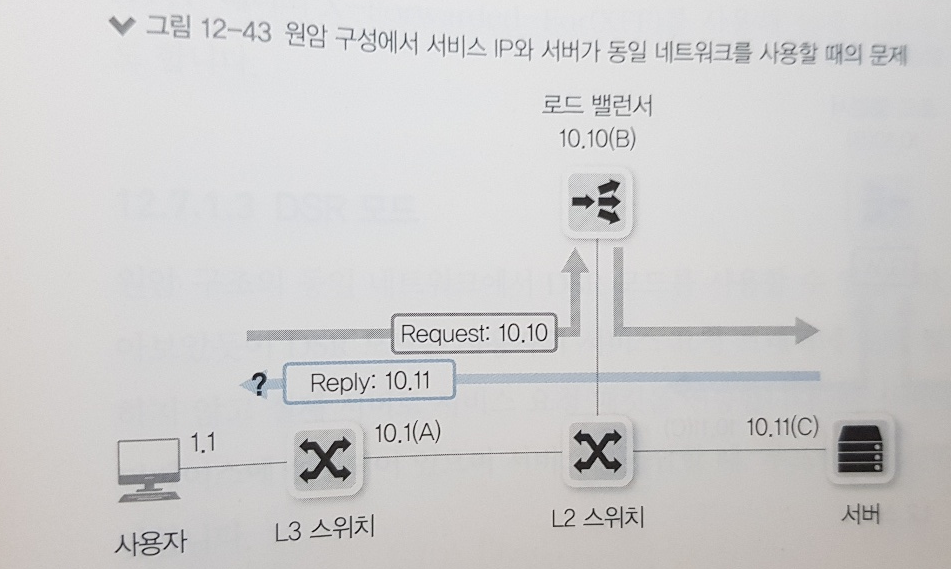 그림 12-43 원암 구성에서 서비스 IP와 서버가 동일 네트워크를 사용할 때의 문제
로드 밸런서
10.10(B)
Request: 10.10
? Reply: 10.11
1.1
10.1(A)
10.11(C)
사용자
L3 스위치
L2 스위치
서버